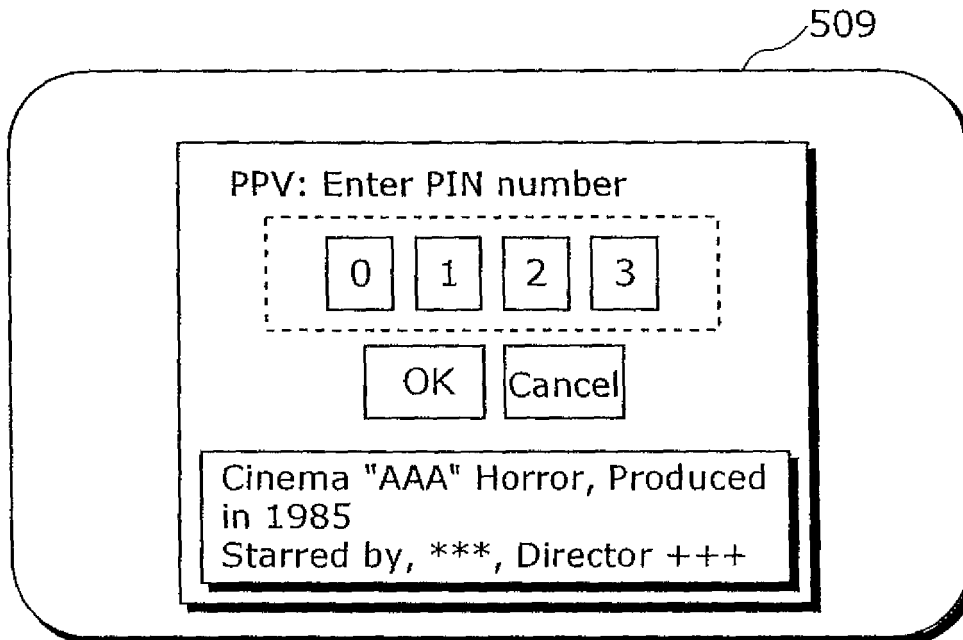 509
PPV: Enter PIN number
0 1 2 3
OK Cancel
Cinema "AAA" Horror, Produced
in 1985
Starred by, ***, Director +++